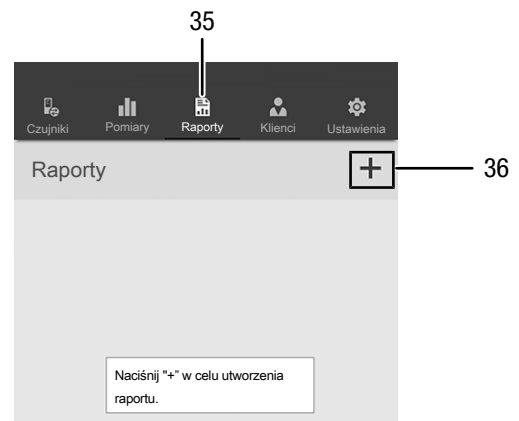 35
Czujniki Pomiary Raporty Klienci Ustawienia
Raporty +
36
Naciśnij "+" w celu utworzenia
raportu.